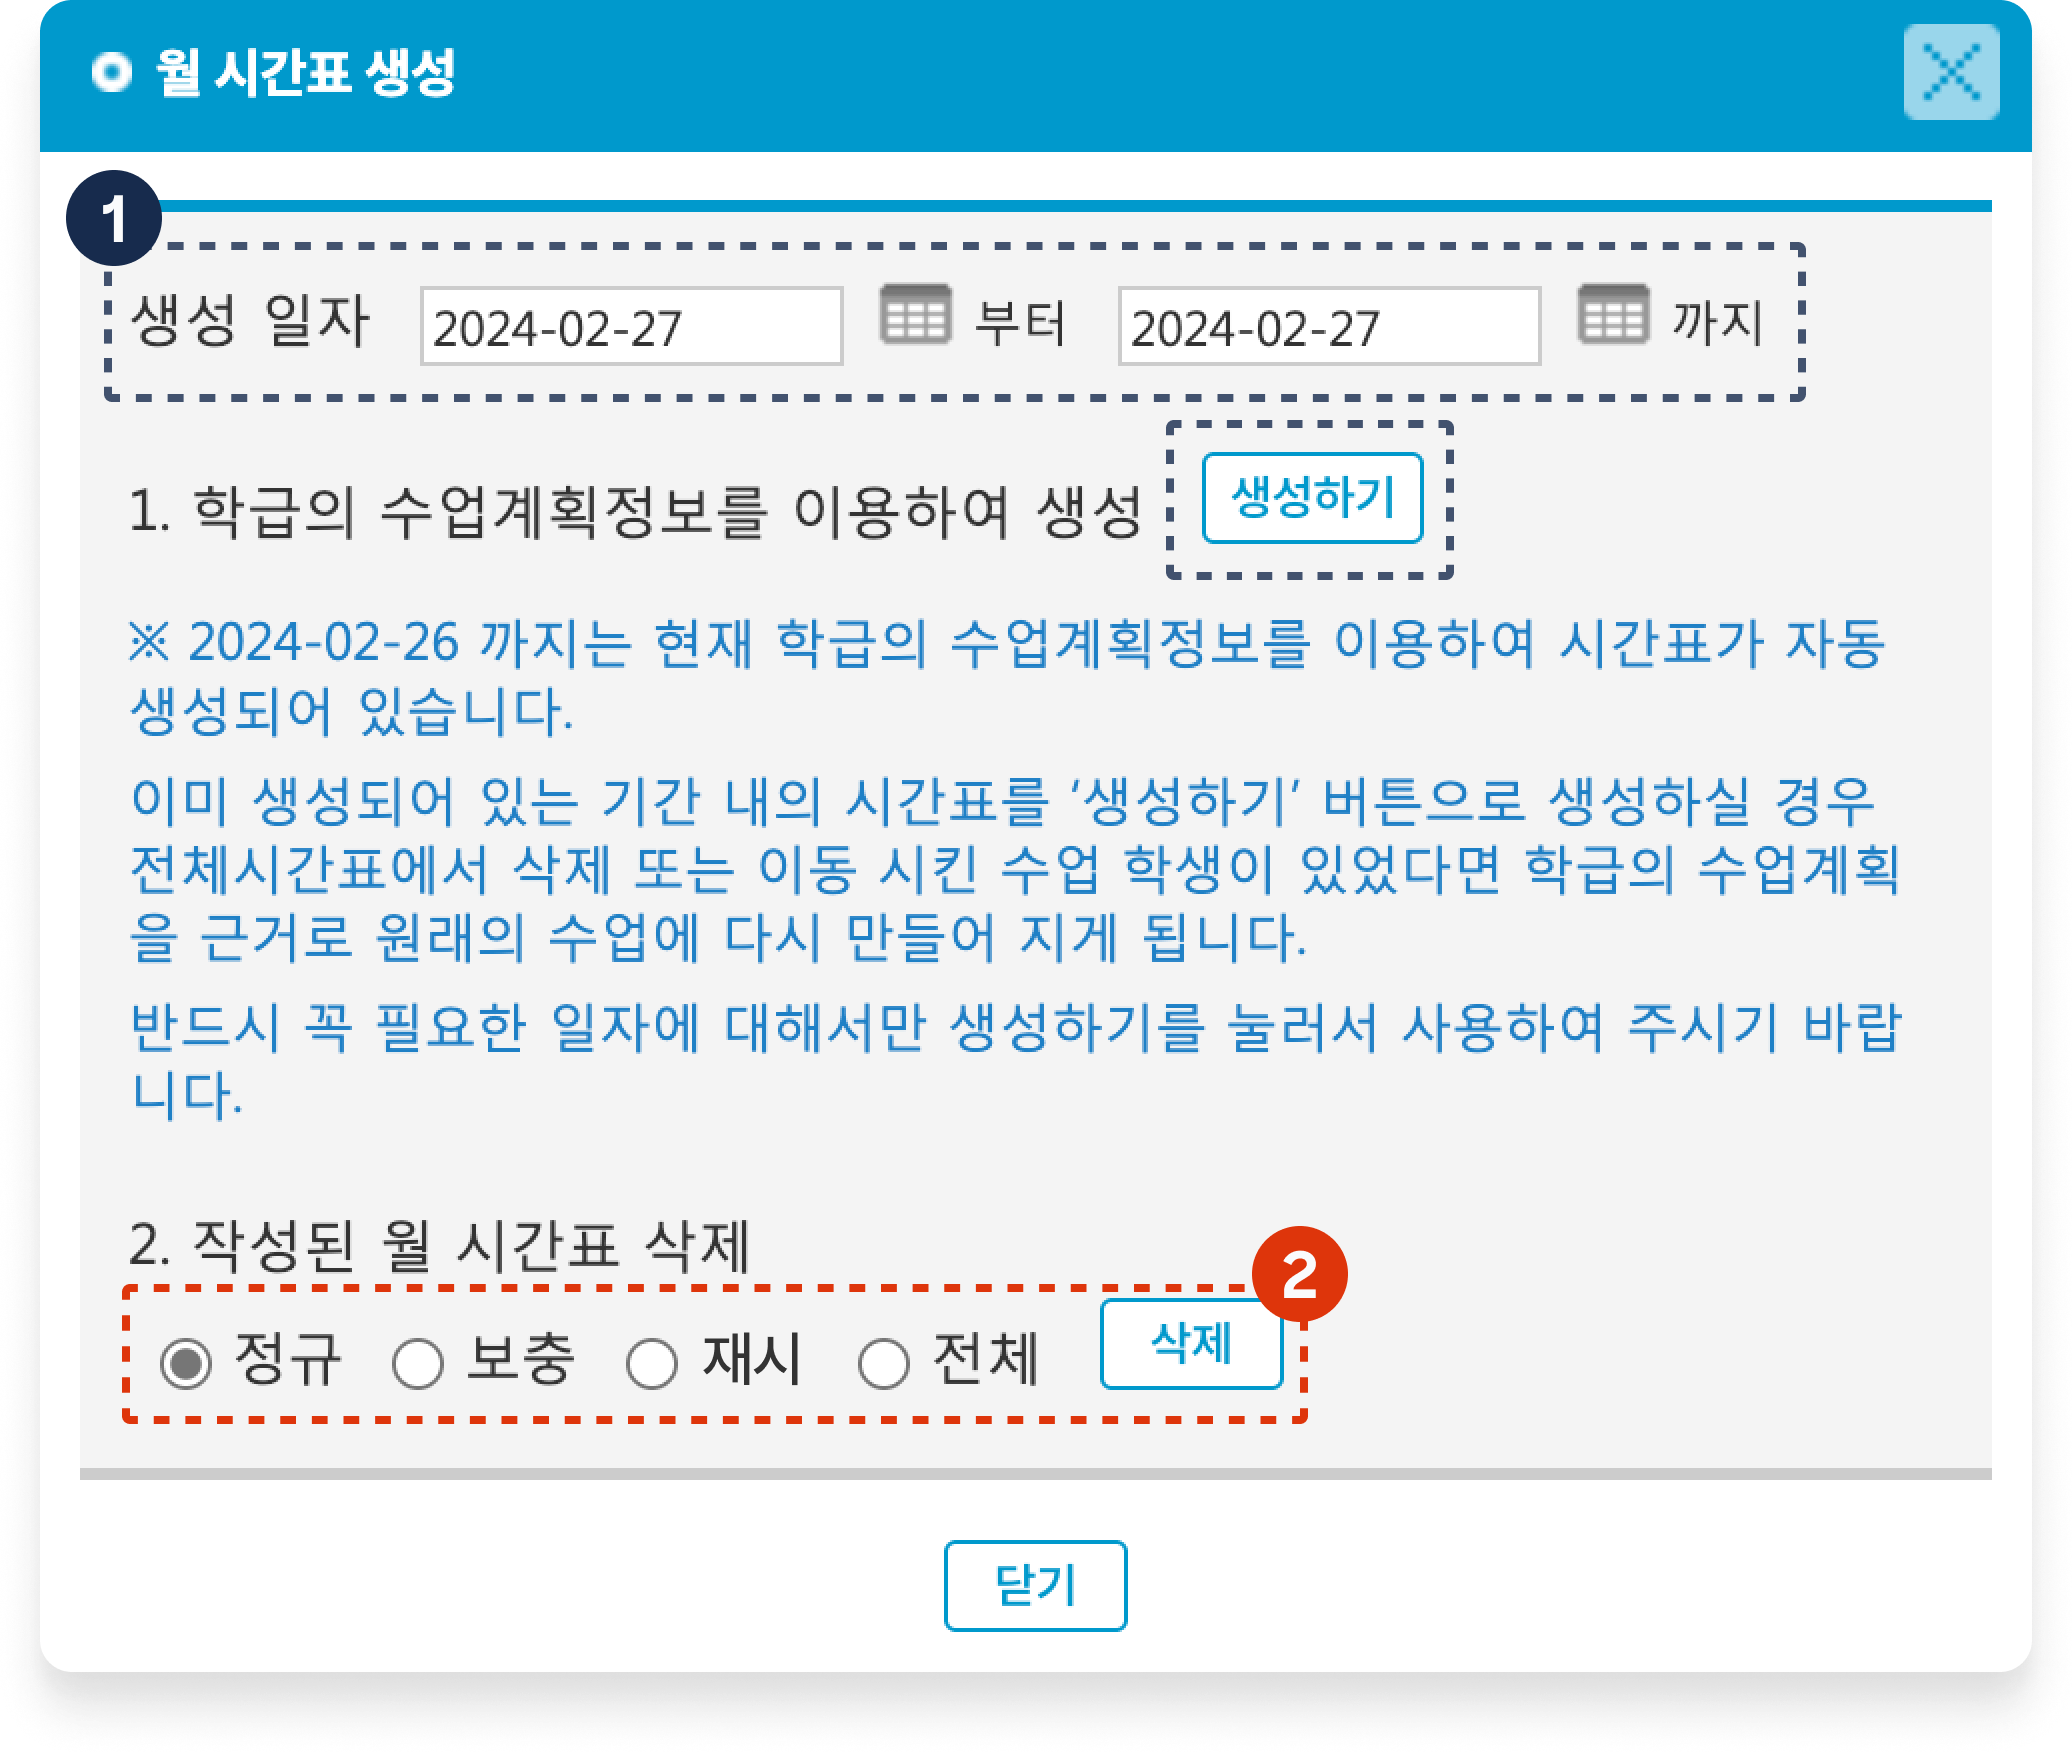 월 시간표 생성
1
생성 일자 2024-02-27 부터 2024-02-27 까지
1. 학급의 수업계획정보를 이용하여 생성 생성하기
※ 2024-02-26 까지는 현재 학급의 수업계획정보를 이용하여 시간표가 자동
생성되어 있습니다.
이미 생성되어 있는 기간 내의 시간표를 ‘생성하기’ 버튼으로 생성하실 경우
전체시간표에서 삭제 또는 이동 시킨 수업 학생이 있었다면 학급의 수업계획
을 근거로 원래의 수업에 다시 만들어 지게 됩니다.
반드시 꼭 필요한 일자에 대해서만 생성하기를 눌러서 사용하여 주시기 바랍
니다.
2. 작성된 월 시간표 삭제
2
정규 보충 재시 전체 삭제
닫기